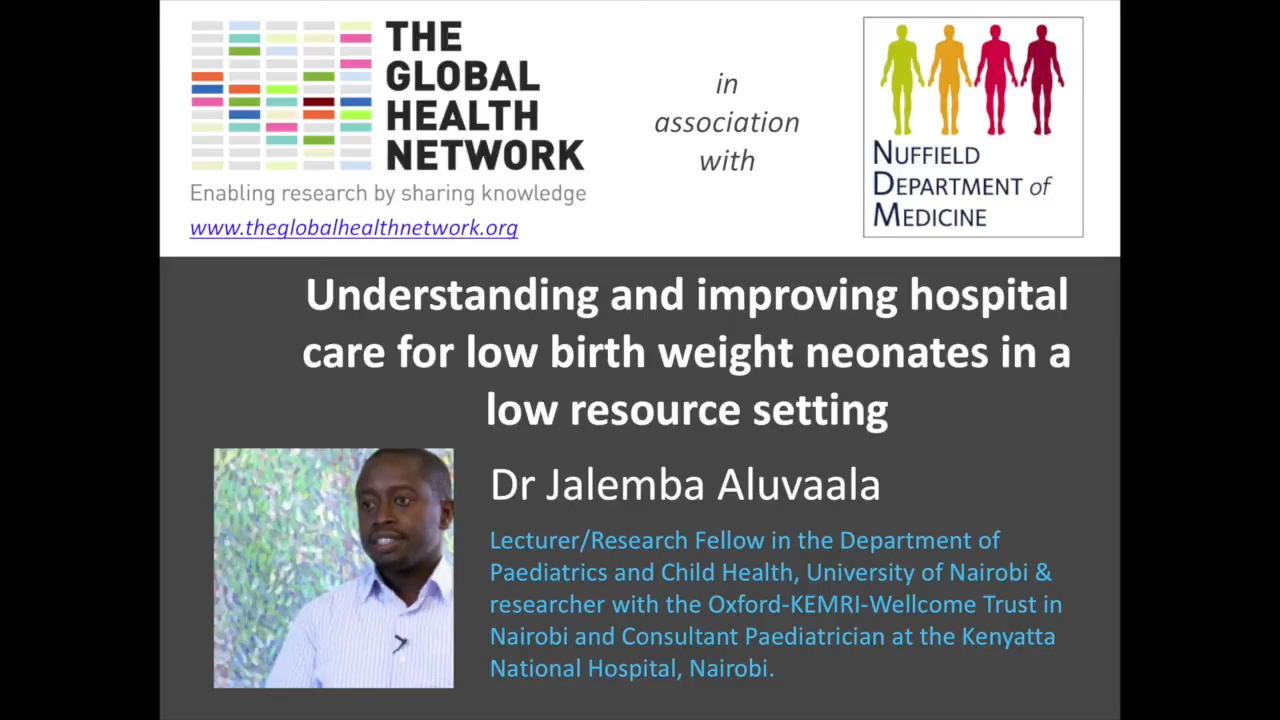 THE
GLOBAL
HEALTH
NETWORK
Enabling research by sharing knowledge
www.theglobalhealthnetwork.org
in
association
with
NUFFIELD
DEPARTMENT of
MEDICINE
Understanding and improving hospital
care for low birth weight neonates in a
low resource setting
Dr Jalemba Aluvaala
Lecturer/Research Fellow in the Department of
Paediatrics and Child Health, University of Nairobi &
researcher with the Oxford-KEMRI-Wellcome Trust in
Nairobi and Consultant Paediatrician at the Kenyatta
National Hospital, Nairobi.